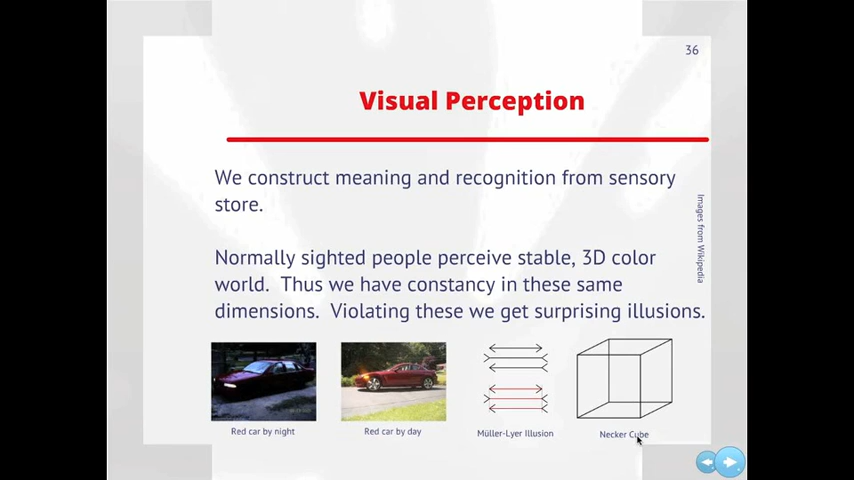 36
Visual Perception
We construct meaning and recognition from sensory
store.
Normally sighted people perceive stable, 3D color
world. Thus we have constancy in these same
dimensions. Violating these we get surprising illusions.
Images from Wikipedia
Red car by night
Red car by day
Müller-Lyer Illusion
Necker Cube